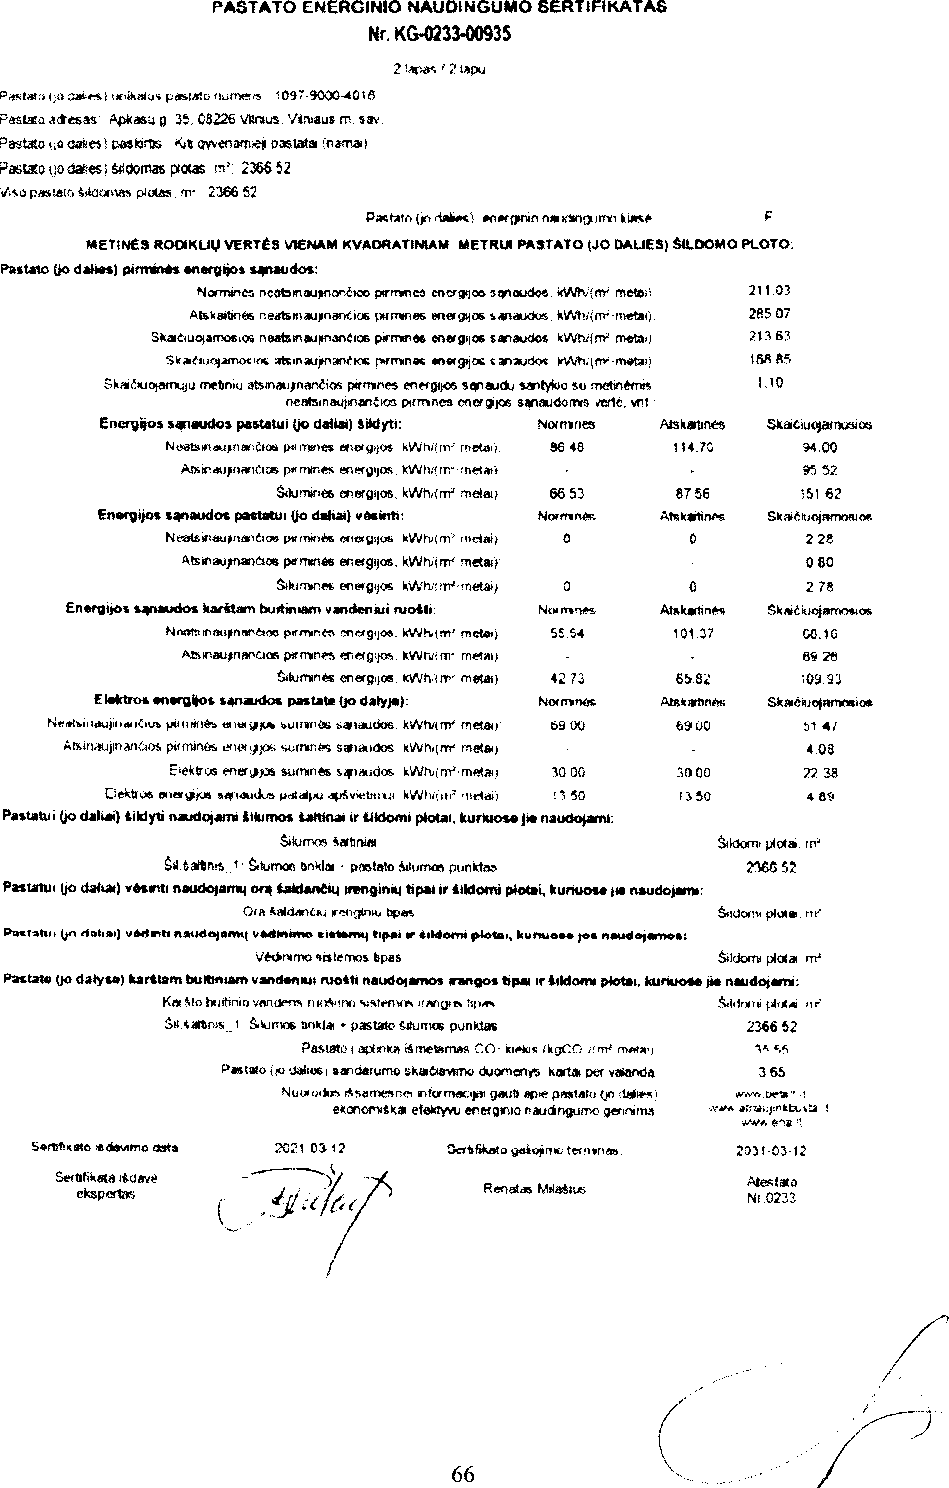 PASTATO ENERGINIO NAUDINGUMO SERTIFIKATAS
Nr. KG-0233-00935
2 lapas / 2 lapų
Pastato (jo dalies) unikalus pastato numeris: 1097-9000-4016
Pastato adresas: Apkasų g. 35, 08226 Vilnius, Vilniaus m. sav.
Pastato (jo dalies) paskirtis: Kiti gyvenamieji pastatai (namai)
Pastato (jo dalies) šildomas plotas, m²: 2366.52
Viso pastato šildomas plotas, m²: 2366.52
Pastato (jo dalies) energinio naudingumo klasė
METINĖS RODIKLIŲ VERTĖS VIENAM KVADRATINIAM METRUI PASTATO (JO DALIES) ŠILDOMO PLOTO:
Pastato (jo dalies) pirminės energijos sąnaudos:
Norminės neatsinaujinančios pirminės energijos sąnaudos, kWh/(m²·metai): 211.03
Atskaitinės neatsinaujinančios pirminės energijos sąnaudos, kWh/(m²·metai): 285.07
Skaičiuojamosios neatsinaujinančios pirminės energijos sąnaudos, kWh/(m²·metai): 213.63
Skaičiuojamosios atsinaujinančios pirminės energijos sąnaudos, kWh/(m²·metai)
Skaičiuojamųjų metinių atsinaujinančios pirminės energijos sąnaudų santykio su metinėmis 1.10
neatsinaujinančios pirminės energijos sąnaudomis vertė, vnt.:
Energijos sąnaudos pastatui (jo daliai) šildyti: Norminės Atskaitinės Skaičiuojamosios
Neatsinaujinančios pirminės energijos, kWh/(m²·metai): 86.48 114.70 94.00
Atsinaujinančios pirminės energijos, kWh/(m²·metai): - - 95.52
Šiluminės energijos, kWh/(m²·metai): 66.53 87.56 151.62
Energijos sąnaudos pastatui (jo daliai) vėsinti: Norminės Atskaitinės Skaičiuojamosios
Neatsinaujinančios pirminės energijos, kWh/(m²·metai): 0 0 2.28
Atsinaujinančios pirminės energijos, kWh/(m²·metai): - 0.80
Šiluminės energijos, kWh/(m²·metai): 0 0 2.78
Energijos sąnaudos karštam buitiniam vandeniui ruošti: Norminės Atskaitinės Skaičiuojamosios
Neatsinaujinančios pirminės energijos, kWh/(m²·metai): 101.37
Atsinaujinančios pirminės energijos, kWh/(m²·metai): - - 69.26
Šiluminės energijos, kWh/(m²·metai): 42.73 65.82 109.93
Elektros energijos sąnaudos pastate (jo dalyje): Norminės Atskaitinės Skaičiuojamosios
Neatsinaujinančios pirminės energijos suminės sąnaudos, kWh/(m²·metai): 69.00 69.00 51.47
Atsinaujinančios pirminės energijos suminės sąnaudos, kWh/(m²·metai): - - 4.08
Elektros energijos suminės sąnaudos, kWh/(m²·metai): 30.00 30.00 22.38
Elektros energijos sąnaudos patalpų apšvietimui, kWh/(m²·metai): 13.50 13.50 4.89
Pastatui (jo daliai) šildyti naudojami šilumos šaltiniai ir šildomi plotai, kuriuose jie naudojami:
Šilumos šaltiniai Šildomi plotai, m²
Šil.šaltinis_1: Šilumos tinklai + pastato šilumos punktas 2366.52
Pastatui (jo daliai) vėsinti naudojamų orą šaldančių įrenginių tipai ir šildomi plotai, kuriuose jie naudojami:
Orą šaldančių įrenginių tipas Šildomi plotai, m²
Pastatui (jo daliai) vėdinti naudojamų vėdinimo sistemų tipai ir šildomi plotai, kuriuose jos naudojamos:
Vėdinimo sistemos tipas Šildomi plotai, m²
Pastato (jo dalyse) karštam buitiniam vandeniui ruošti naudojamos įrangos tipai ir šildomi plotai, kuriuose jie naudojami:
Karšto buitinio vandens ruošimo sistemos įrangos tipas Šildomi plotai, m²
Šil.šaltinis_1: Šilumos tinklai + pastato šilumos punktas 2366.52
Pastato į aplinką išmetamas CO₂ kiekis (kgCO₂/(m²·metai)
Pastato (jo dalies) sandarumo skaičiavimo duomenys, kartai per valandą 3.65
Nuorodos išsamesnei informacijai gauti apie pastato (jo dalies)
ekonomiškai efektyvų energinio naudingumo gerinimą
Sertifikato išdavimo data 2021-03-12 Sertifikato galiojimo terminas: 2031-03-12
Sertifikatą išdavė
ekspertas Renatas Milašius Atestato
Nr.0233
66